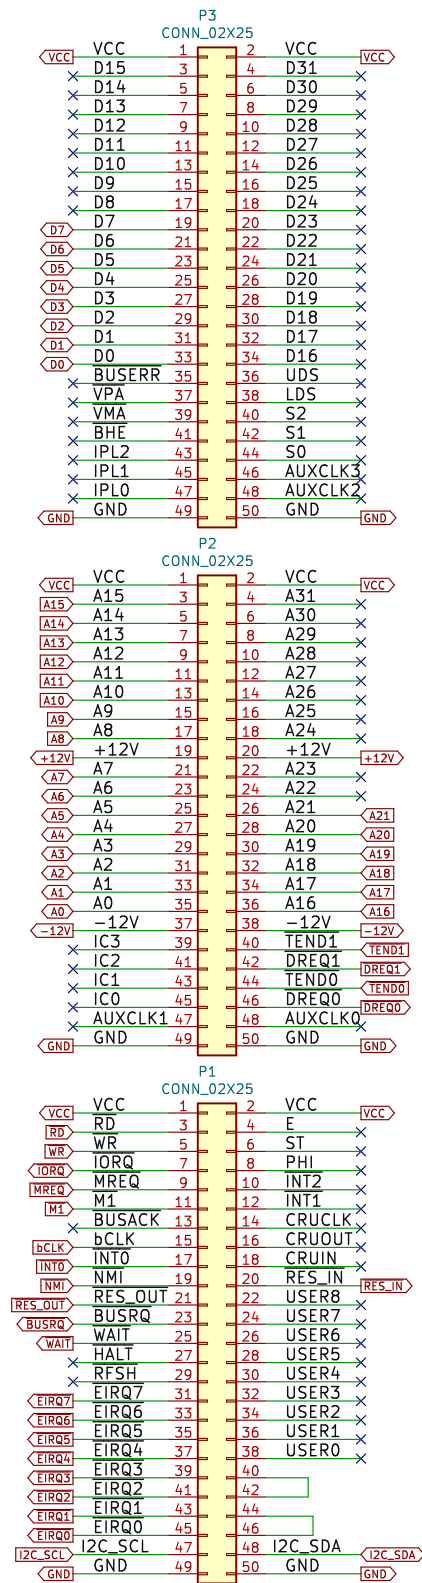 P3
CONN_02X25
VCC VCC 1 2 VCC VCC
D15 3 4 D31
D14 5 6 D30
D13 7 8 D29
D12 9 10 D28
D11 11 12 D27
D10 13 14 D26
D9 15 16 D25
D8 17 18 D24
D7 D7 19 20 D23
D6 D6 21 22 D22
D5 D5 23 24 D21
D4 D4 25 26 D20
D3 D3 27 28 D19
D2 D2 29 30 D18
D1 D1 31 32 D17
D0 D0 33 34 D16
BUSERR 35 36 UDS
VPA 37 38 LDS
VMA 39 40 S2
BHE 41 42 S1
IPL2 43 44 S0
IPL1 45 46 AUXCLK3
IPL0 47 48 AUXCLK2
GND GND 49 50 GND GND
P2
CONN_02X25
VCC VCC 1 2 VCC VCC
A15 A15 3 4 A31
A14 A14 5 6 A30
A13 A13 7 8 A29
A12 A12 9 10 A28
A11 A11 11 12 A27
A10 A10 13 14 A26
A9 A9 15 16 A25
A8 A8 17 18 A24
+12V +12V 19 20 +12V +12V
A7 A7 21 22 A23
A6 A6 23 24 A22
A5 A5 25 26 A21 A21
A4 A4 27 28 A20 A20
A3 A3 29 30 A19 A19
A2 A2 31 32 A18 A18
A1 A1 33 34 A17 A17
A0 A0 35 36 A16 A16
-12V -12V 37 38 -12V -12V
IC3 39 40 TEND1 TEND1
IC2 41 42 DREQ1 DREQ1
IC1 43 44 TEND0 TEND0
IC0 45 46 DREQ0 DREQ0
AUXCLK1 47 48 AUXCLK0
GND GND 49 50 GND GND
P1
CONN_02X25
VCC VCC 1 2 VCC VCC
RD RD 3 4 E
WR WR 5 6 ST
IORQ IORQ 7 8 PHI
MREQ MREQ 9 10 INT2
M1 M1 11 12 INT1
BUSACK 13 14 CRUCLK
bCLK bCLK 15 16 CRUOUT
INT0 INT0 17 18 CRUIN
NMI NMI 19 20 RES_IN RES_IN
RES_OUT RES_OUT 21 22 USER8
BUSRQ BUSRQ 23 24 USER7
WAIT WAIT 25 26 USER6
HALT 27 28 USER5
RFSH 29 30 USER4
EIRQ7 EIRQ7 31 32 USER3
EIRQ6 EIRQ6 33 34 USER2
EIRQ5 EIRQ5 35 36 USER1
EIRQ4 EIRQ4 37 38 USER0
EIRQ3 EIRQ3 39 40
EIRQ2 EIRQ2 41 42
EIRQ1 EIRQ1 43 44
EIRQ0 EIRQ0 45 46
I2C_SCL I2C_SCL 47 48 I2C_SDA I2C_SDA
GND GND 49 50 GND GND